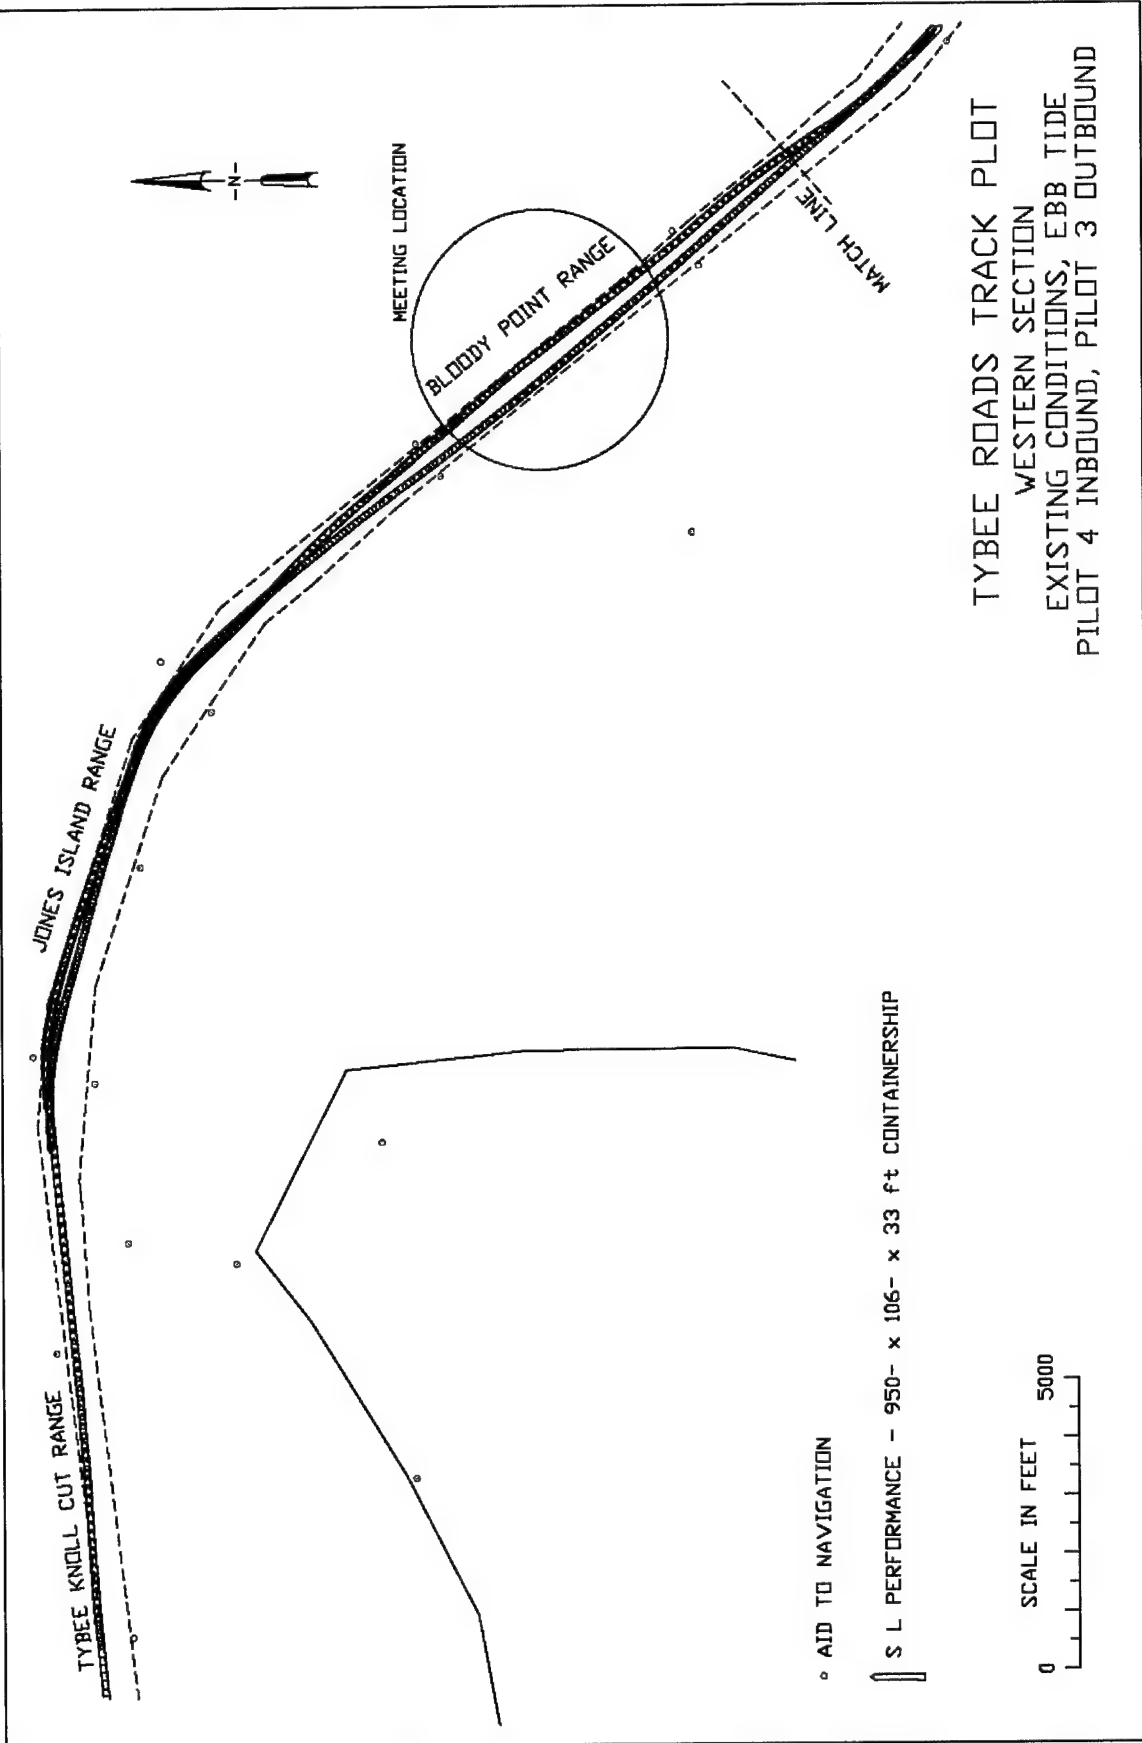 TYBEE KNOLL CUT RANGE
JONES ISLAND RANGE
MEETING LOCATION
-N-
BLOODY POINT RANGE
MATCH LINE
AID TO NAVIGATION
S L PERFORMANCE - 950- x 106- x 33 ft CONTAINERSHIP
SCALE IN FEET
0 5000
TYBEE ROADS TRACK PLOT
WESTERN SECTION
EXISTING CONDITIONS, EBB TIDE
PILOT 4 INBOUND, PILOT 3 OUTBOUND